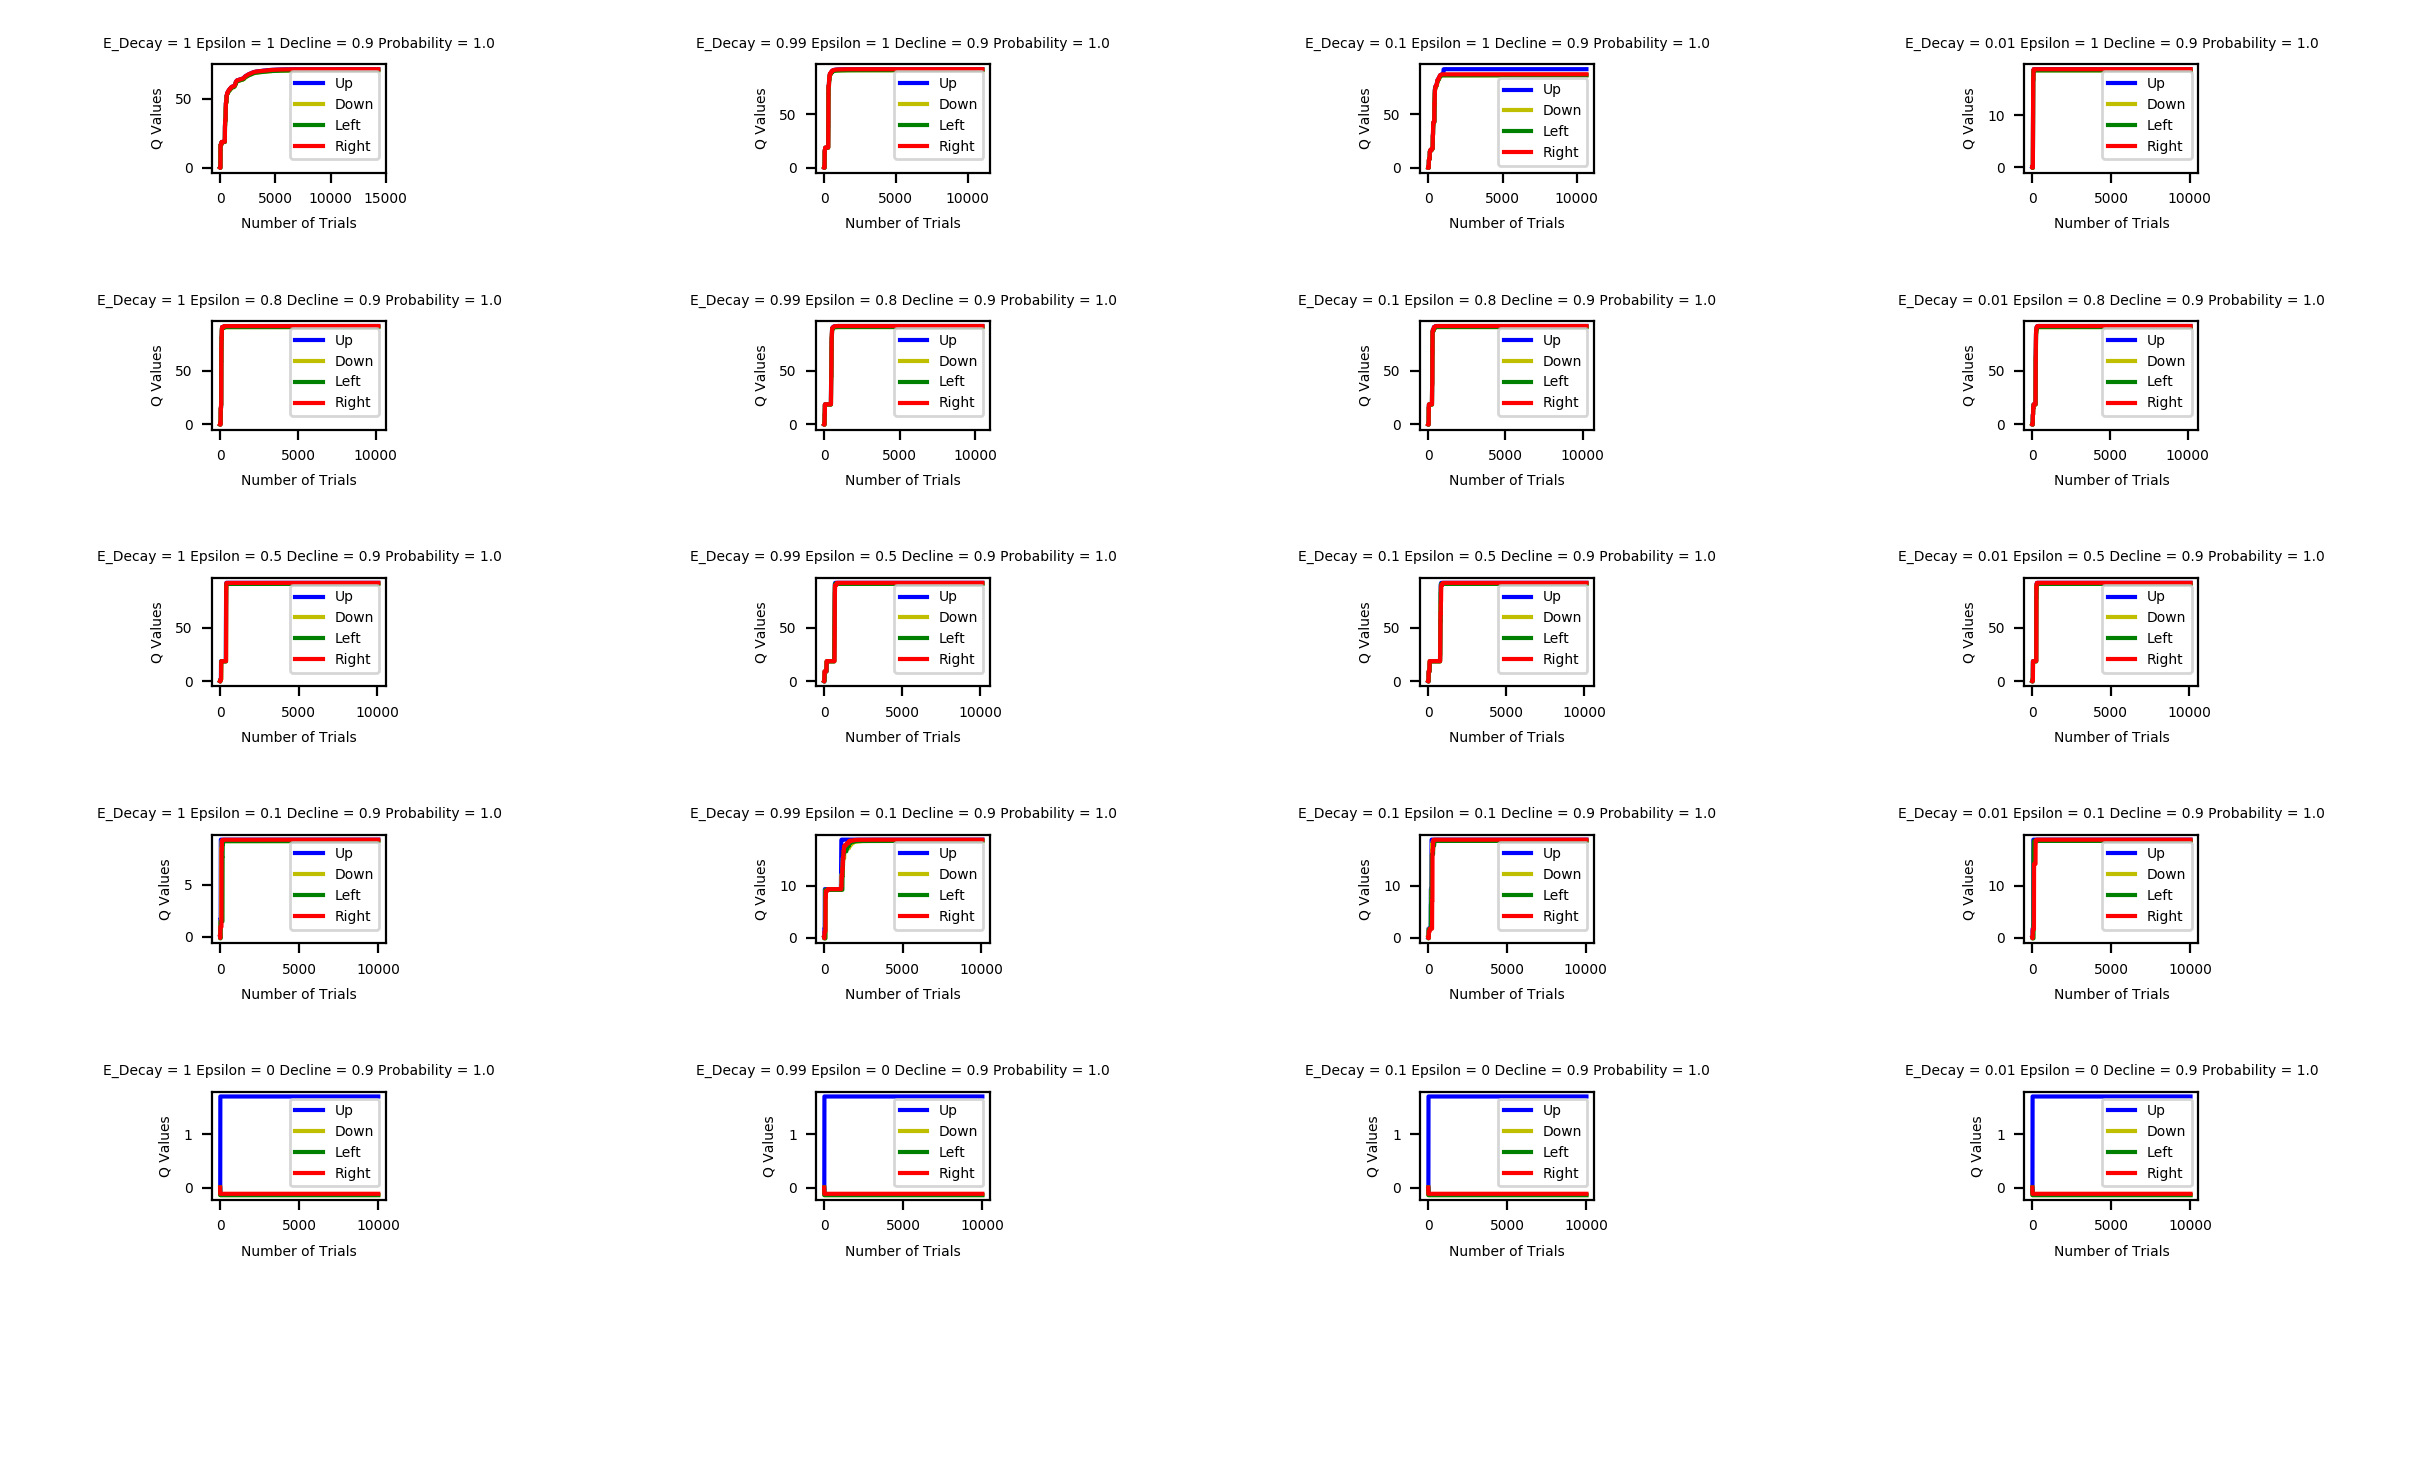 E_Decay = 1 Epsilon = 1 Decline = 0.9 Probability = 1.0
Q Values
50
0
Up
Down
Left
Right
0 5000 10000 15000
Number of Trials
E_Decay = 0.99 Epsilon = 1 Decline = 0.9 Probability = 1.0
Q Values
50
0
Up
Down
Left
Right
0 5000 10000
Number of Trials
E_Decay = 0.1 Epsilon = 1 Decline = 0.9 Probability = 1.0
Q Values
50
0
Up
Down
Left
Right
0 5000 10000
Number of Trials
E_Decay = 0.01 Epsilon = 1 Decline = 0.9 Probability = 1.0
Q Values
10
0
Up
Down
Left
Right
0 5000 10000
Number of Trials
E_Decay = 1 Epsilon = 0.8 Decline = 0.9 Probability = 1.0
Q Values
50
0
Up
Down
Left
Right
0 5000 10000
Number of Trials
E_Decay = 0.99 Epsilon = 0.8 Decline = 0.9 Probability = 1.0
Q Values
50
0
Up
Down
Left
Right
0 5000 10000
Number of Trials
E_Decay = 0.1 Epsilon = 0.8 Decline = 0.9 Probability = 1.0
Q Values
50
0
Up
Down
Left
Right
0 5000 10000
Number of Trials
E_Decay = 0.01 Epsilon = 0.8 Decline = 0.9 Probability = 1.0
Q Values
50
0
Up
Down
Left
Right
0 5000 10000
Number of Trials
E_Decay = 1 Epsilon = 0.5 Decline = 0.9 Probability = 1.0
Q Values
50
0
Up
Down
Left
Right
0 5000 10000
Number of Trials
E_Decay = 0.99 Epsilon = 0.5 Decline = 0.9 Probability = 1.0
Q Values
50
0
Up
Down
Left
Right
0 5000 10000
Number of Trials
E_Decay = 0.1 Epsilon = 0.5 Decline = 0.9 Probability = 1.0
Q Values
50
0
Up
Down
Left
Right
0 5000 10000
Number of Trials
E_Decay = 0.01 Epsilon = 0.5 Decline = 0.9 Probability = 1.0
Q Values
50
0
Up
Down
Left
Right
0 5000 10000
Number of Trials
E_Decay = 1 Epsilon = 0.1 Decline = 0.9 Probability = 1.0
Q Values
5
0
Up
Down
Left
Right
0 5000 10000
Number of Trials
E_Decay = 0.99 Epsilon = 0.1 Decline = 0.9 Probability = 1.0
Q Values
10
0
Up
Down
Left
Right
0 5000 10000
Number of Trials
E_Decay = 0.1 Epsilon = 0.1 Decline = 0.9 Probability = 1.0
Q Values
10
0
Up
Down
Left
Right
0 5000 10000
Number of Trials
E_Decay = 0.01 Epsilon = 0.1 Decline = 0.9 Probability = 1.0
Q Values
10
0
Up
Down
Left
Right
0 5000 10000
Number of Trials
E_Decay = 1 Epsilon = 0 Decline = 0.9 Probability = 1.0
Q Values
1
0
Up
Down
Left
Right
0 5000 10000
Number of Trials
E_Decay = 0.99 Epsilon = 0 Decline = 0.9 Probability = 1.0
Q Values
1
0
Up
Down
Left
Right
0 5000 10000
Number of Trials
E_Decay = 0.1 Epsilon = 0 Decline = 0.9 Probability = 1.0
Q Values
1
0
Up
Down
Left
Right
0 5000 10000
Number of Trials
E_Decay = 0.01 Epsilon = 0 Decline = 0.9 Probability = 1.0
Q Values
1
0
Up
Down
Left
Right
0 5000 10000
Number of Trials